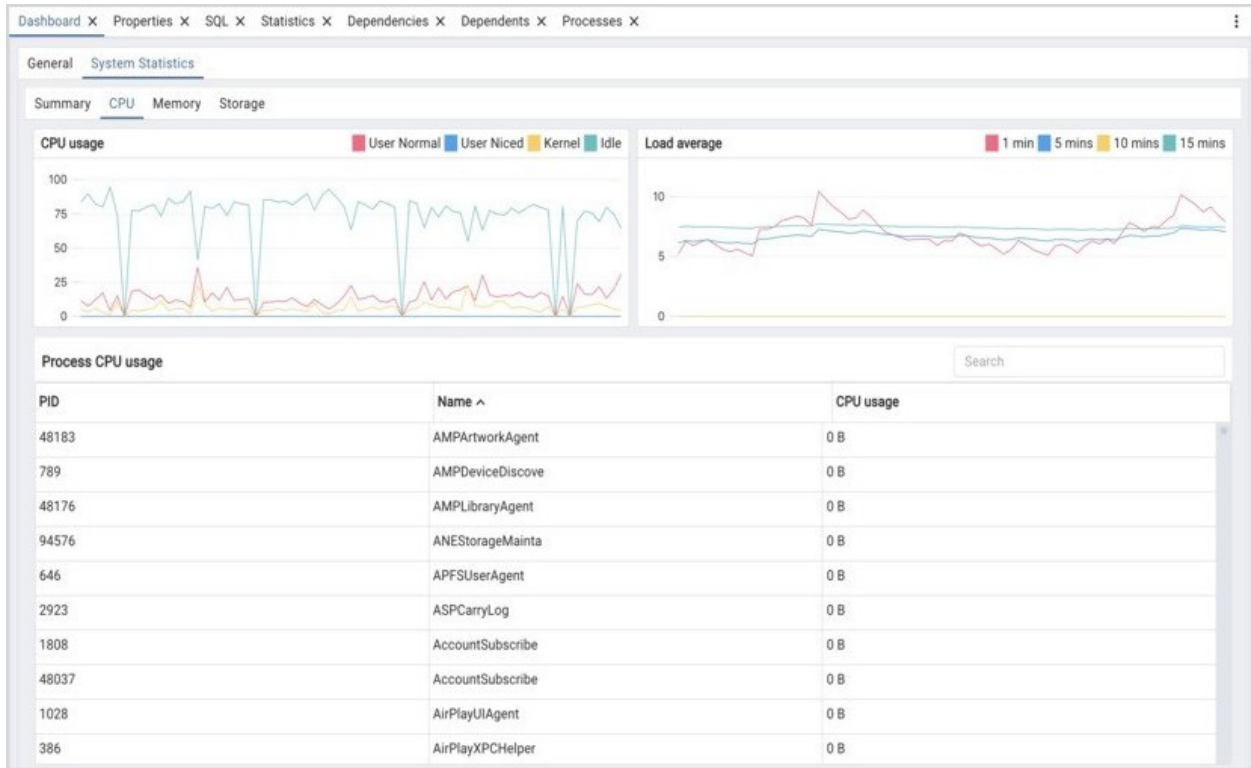 Dashboard X Properties X SQL X Statistics X Dependencies X Dependents X Processes X
General System Statistics
Summary CPU Memory Storage
CPU usage User Normal User Niced Kernel Idle
100
75
50
25
0
Load average 1 min 5 mins 10 mins 15 mins
10
5
0
Process CPU usage Search
PID Name CPU usage
48183 AMPArtworkAgent 0 B
789 AMPDeviceDiscove 0 B
48176 AMPLibraryAgent 0 B
94576 ANEStorageMainta 0 B
646 APFSUserAgent 0 B
2923 ASPCarryLog 0 B
1808 AccountSubscribe 0 B
48037 AccountSubscribe 0 B
1028 AirPlayUIAgent 0 B
386 AirPlayXPCHelper 0 B